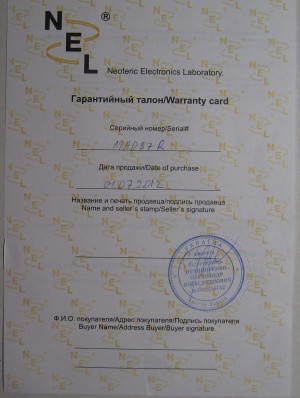 NEL®
Neoteric Electronics Laboratory.
Гарантийный талон/Warranty card
Серийный номер/Serial#
Дата продажи/Date of purchase
01.07.2012
Название и печать продавца/подпись продавца
Name and seller's stamp/Seller's signature
УКРАЇНА
Ф.И.О. покупателя/Адрес покупателя/Подпись покупателя
Buyer Name/Address Buyer/Buyer signature